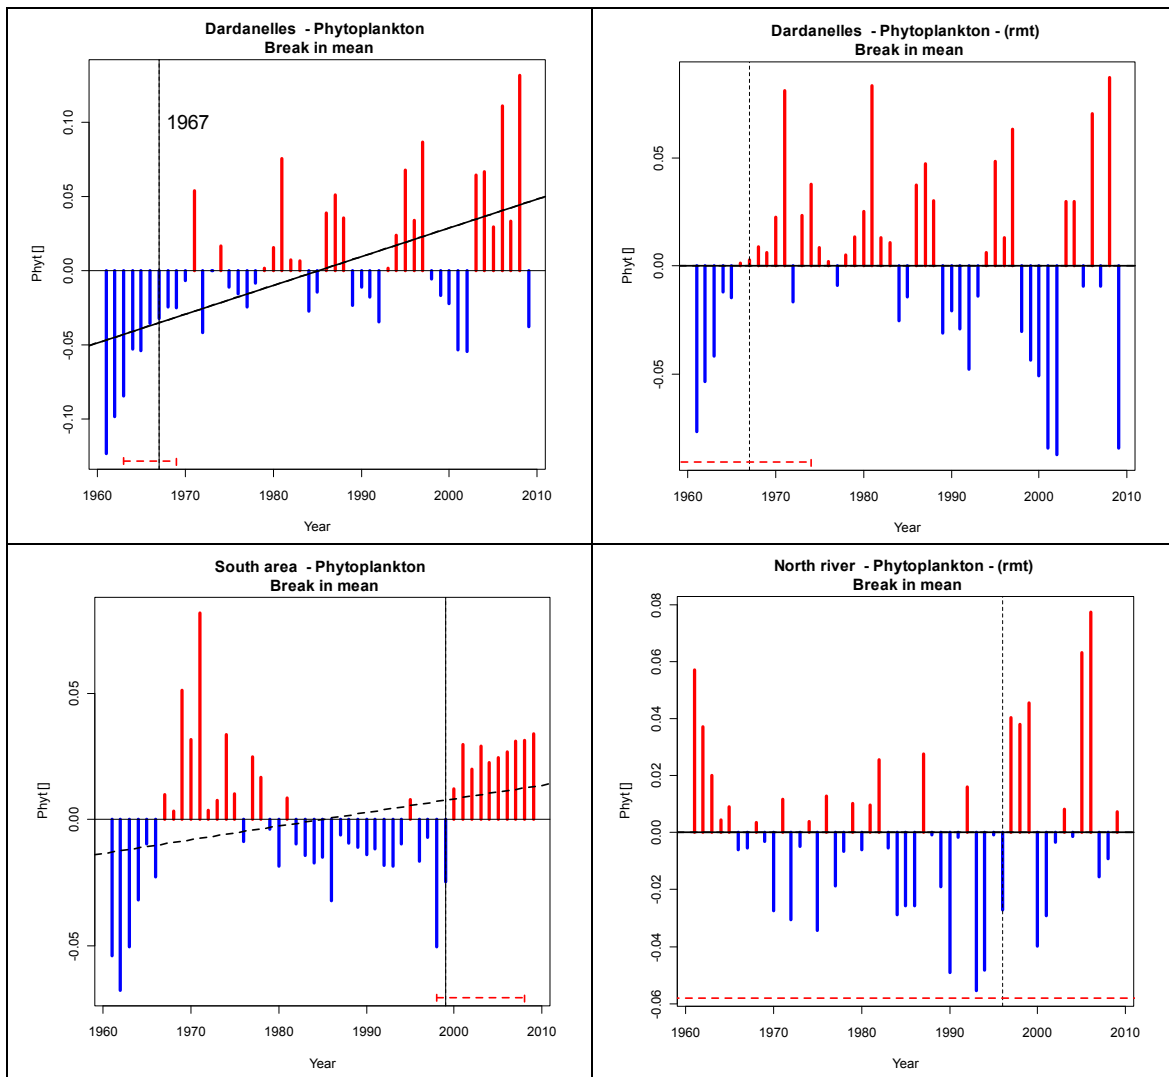 Dardanelles - Phytoplankton
Break in mean
1967
Phyt []
0.10
0.05
0.00
-0.05
-0.10
1960 1970 1980 1990 2000 2010
Year
Dardanelles - Phytoplankton - (rmt)
Break in mean
Phyt []
0.05
0.00
-0.05
1960 1970 1980 1990 2000 2010
Year
South area - Phytoplankton
Break in mean
Phyt []
0.05
0.00
-0.05
1960 1970 1980 1990 2000 2010
Year
North river - Phytoplankton - (rmt)
Break in mean
Phyt []
0.08
0.06
0.04
0.02
0.00
-0.02
-0.04
-0.06
1960 1970 1980 1990 2000 2010
Year